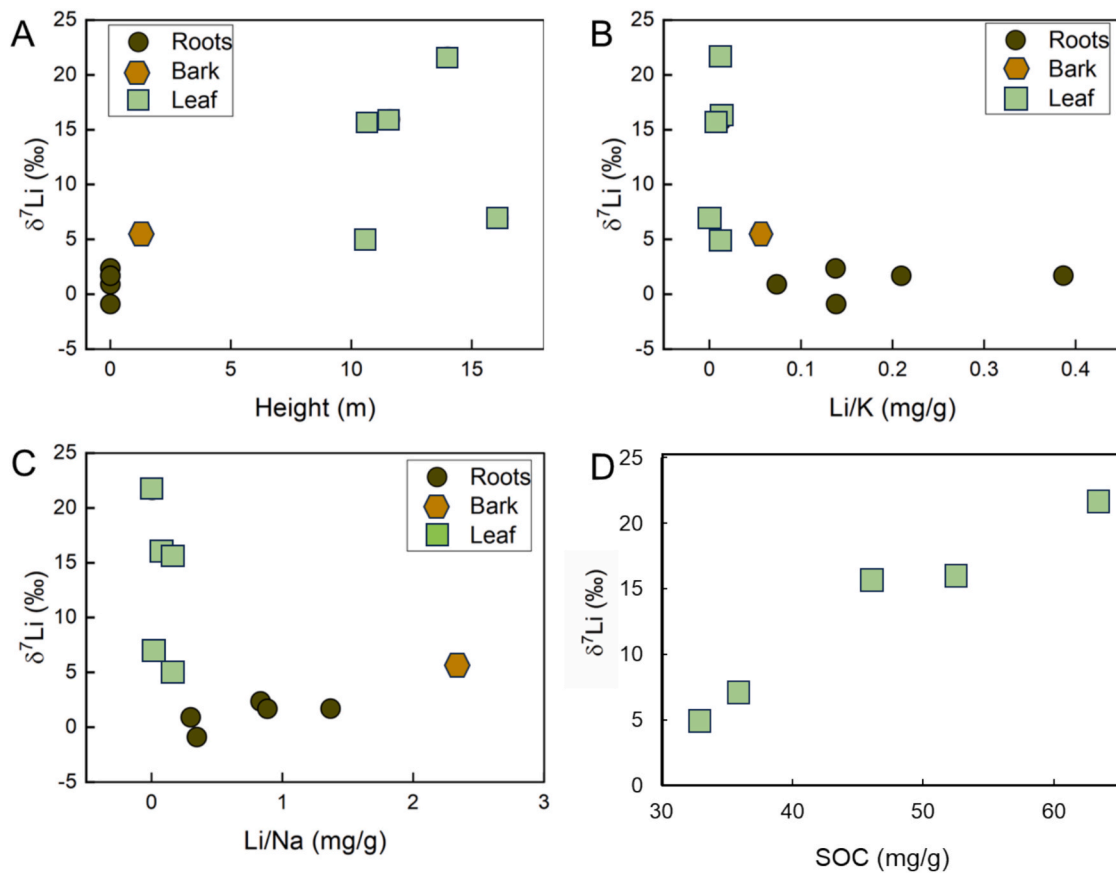 A
25
20
15
10
5
0
-5
δ⁷Li (‰)
Roots
Bark
Leaf
0 5 10 15
Height (m)
B
25
20
15
10
5
0
-5
δ⁷Li (‰)
Roots
Bark
Leaf
0 0.1 0.2 0.3 0.4
Li/K (mg/g)
C
25
20
15
10
5
0
-5
δ⁷Li (‰)
Roots
Bark
Leaf
0 1 2 3
Li/Na (mg/g)
D
25
20
15
10
5
0
δ⁷Li (‰)
30 40 50 60
SOC (mg/g)